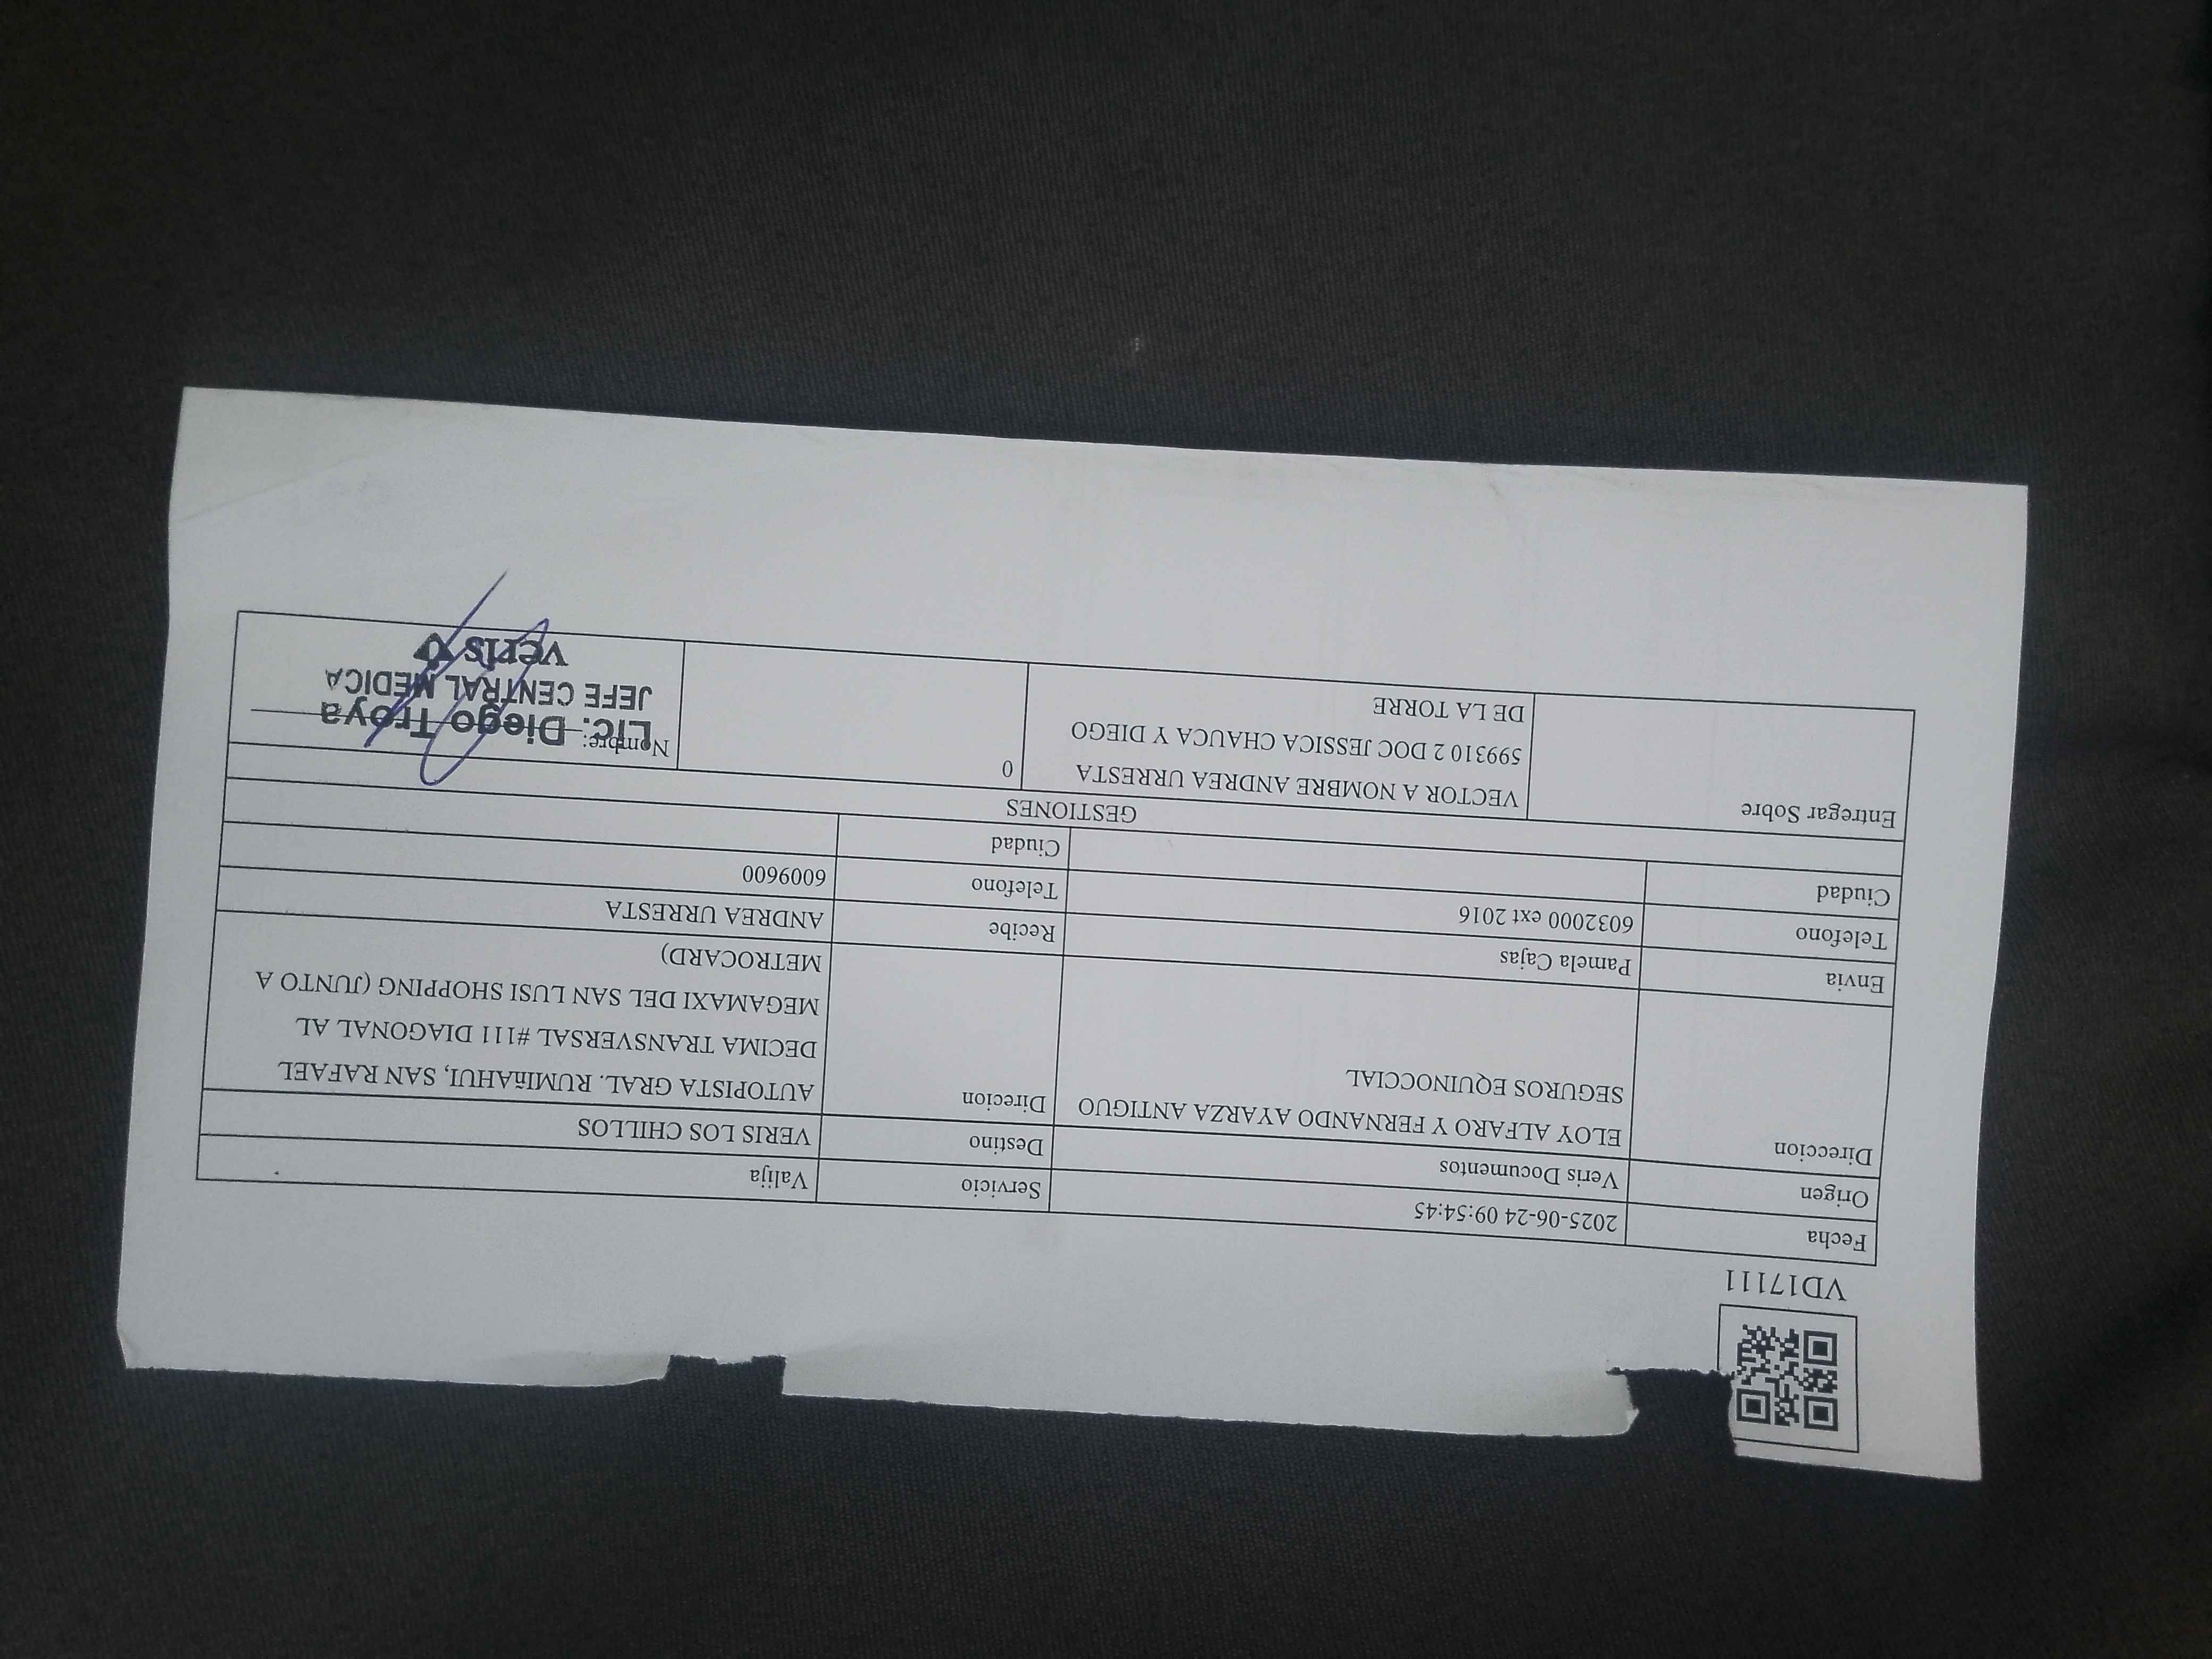 VD17111
Fecha 2025-06-24 09:54:45 Servicio Valija
Origen Veris Documentos Destino VERIS LOS CHILLOS
Direccion ELOY ALFARO Y FERNANDO AYARZA ANTIGUO
SEGUROS EQUINOCCIAL
Direcion AUTOPISTA GRAL. RUMIñAHUI, SAN RAFAEL
DECIMA TRANSVERSAL #111 DIAGONAL AL
MEGAMAXI DEL SAN LUSI SHOPPING (JUNTO A
METROCARD)
Envia Pamela Cajas Recibe ANDREA URRESTA
Telefono 6032000 ext 2016 Telefono 6009600
Ciudad Ciudad
GESTIONES
Entregar Sobre
VECTOR A NOMBRE ANDREA URRESTA
599310 2 DOC JESSICA CHAUCA Y DIEGO
DE LA TORRE
0
Nombre:
Lic. Diego Troya
JEFE CENTRAL MEDICA
veris